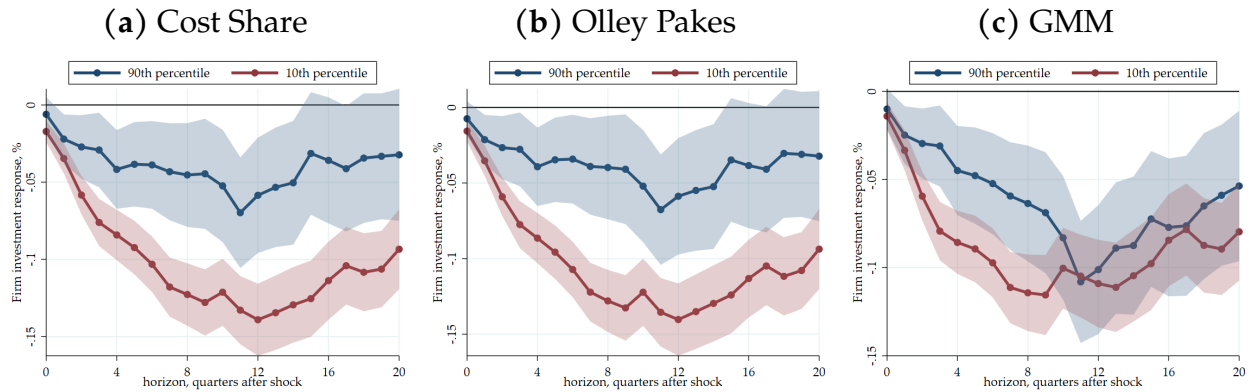 (a) Cost Share
90th percentile 10th percentile
Firm investment response, %
0
-.05
-.1
-.15
0 4 8 12 16 20
horizon, quarters after shock
(b) Olley Pakes
90th percentile 10th percentile
Firm investment response, %
0
-.05
-.1
-.15
0 4 8 12 16 20
horizon, quarters after shock
(c) GMM
90th percentile 10th percentile
Firm investment response, %
0
-.05
-.1
-.15
0 4 8 12 16 20
horizon, quarters after shock